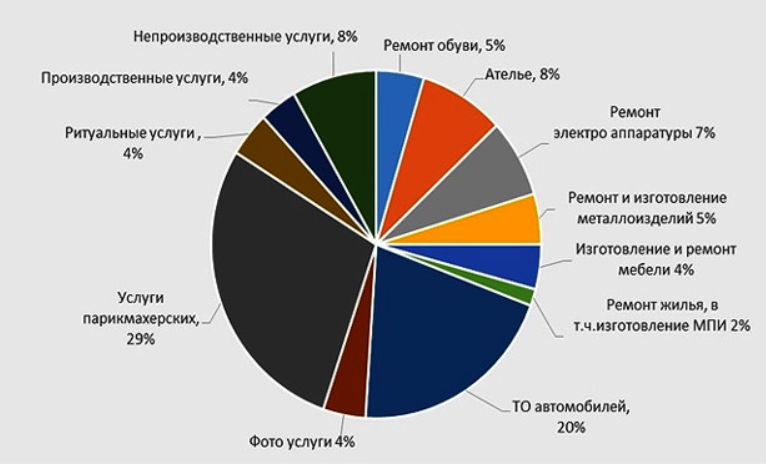 Непроизводственные услуги, 8%
Ремонт обуви, 5%
Ателье, 8%
Производственные услуги, 4%
Ремонт
электро аппаратуры 7%
Ритуальные услуги ,
4%
Ремонт и изготовление
металлоизделий 5%
Изготовление и ремонт
мебели 4%
Услуги
парикмахерских,
29%
Ремонт жилья, в
т.ч.изготовление МПИ 2%
ТО автомобилей,
20%
Фото услуги 4%